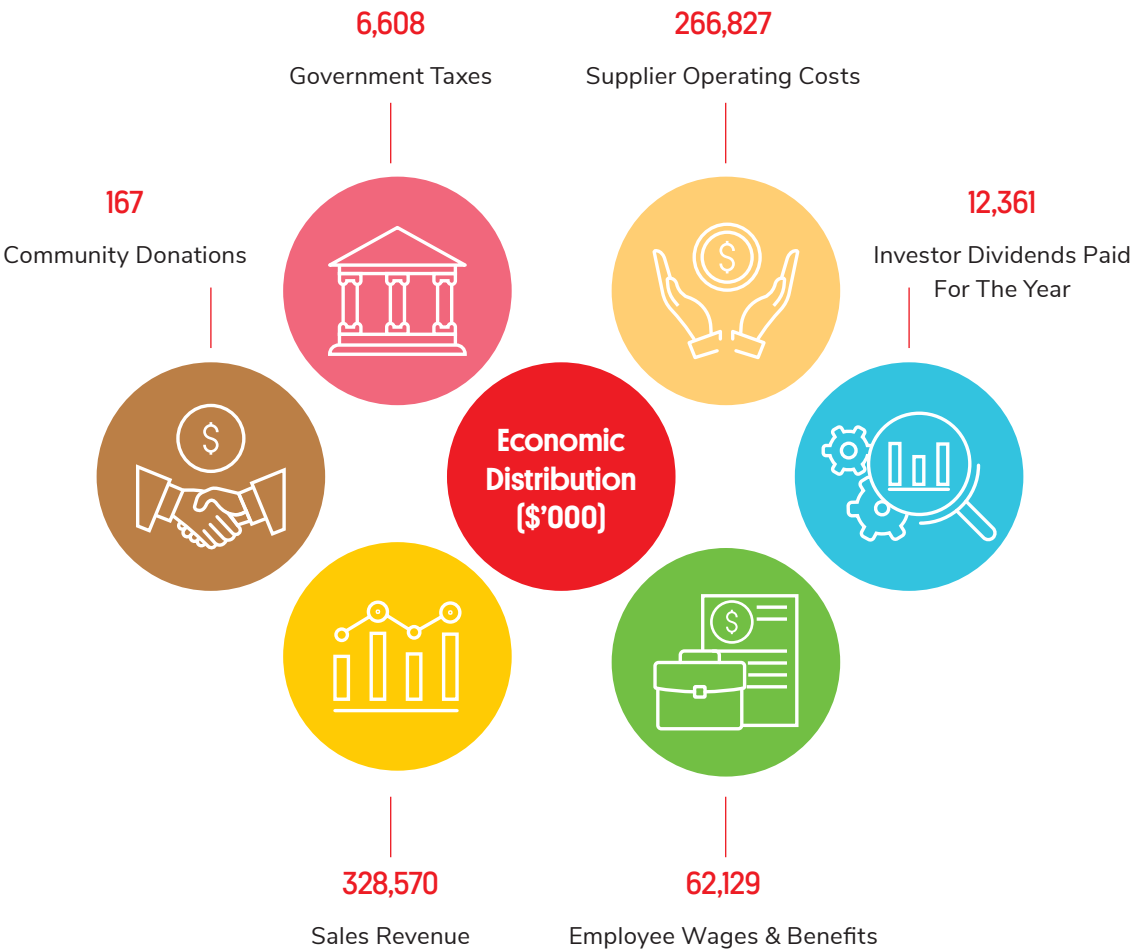 6,608
Government Taxes
266,827
Supplier Operating Costs
167
Community Donations
12,361
Investor Dividends Paid
For The Year
$
$
Economic
Distribution
($'000)
$
328,570
Sales Revenue
62,129
Employee Wages & Benefits